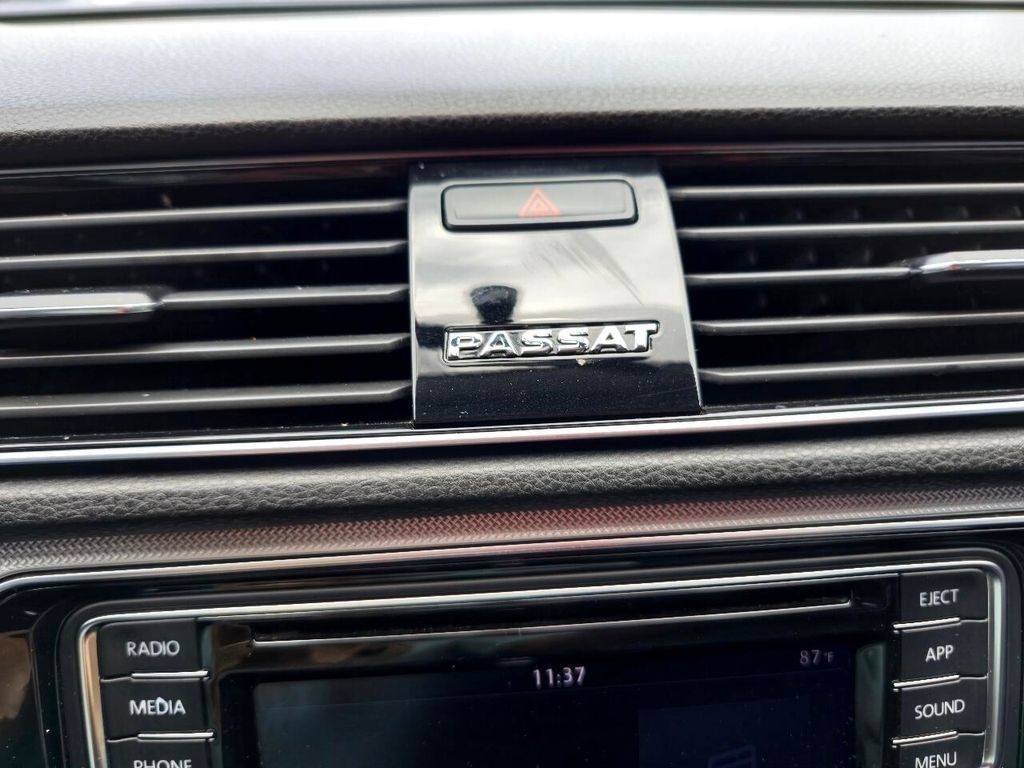 PASSAT
EJECT
RADIO
11:37
87°F
APP
MEDIA
SOUND
PHONE
MENU